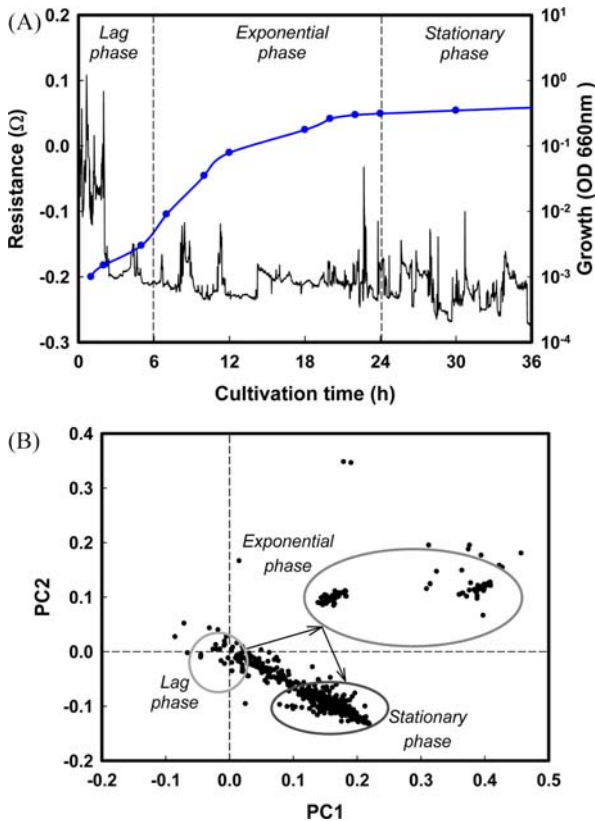 (A)
Lag
phase
Exponential
phase
Stationary
phase
0.2
0.1
0.0
-0.1
-0.2
-0.3
Resistance (Ω)
10¹
10⁰
10⁻¹
10⁻²
10⁻³
10⁻⁴
Growth (OD 660nm)
0 6 12 18 24 30 36
Cultivation time (h)
(B)
0.4
0.3
0.2
0.1
0.0
-0.1
-0.2
PC2
Exponential
phase
Lag
phase
Stationary
phase
-0.2 -0.1 0.0 0.1 0.2 0.3 0.4 0.5
PC1